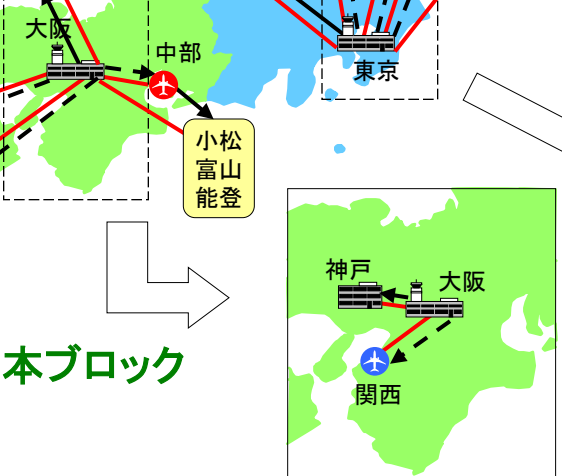 大阪
中部
東京
小松
富山
能登
神戸
大阪
関西
本ブロック